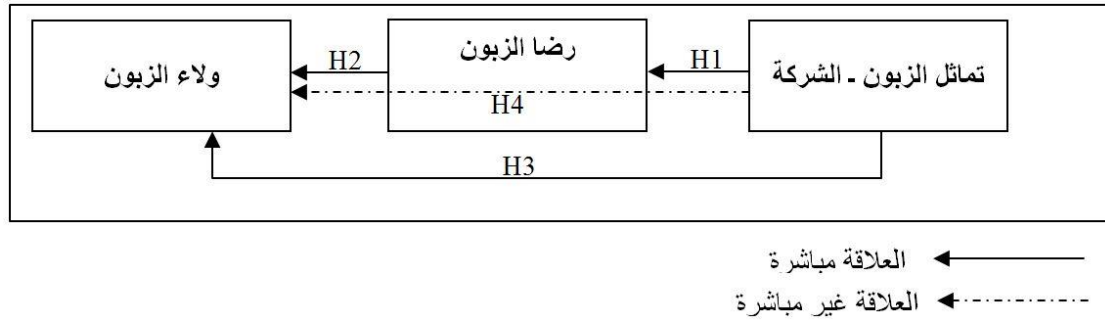 تماثل الزبون ـ الشركة
H1
رضا الزبون
H2
ولاء الزبون
H4
H3
العلاقة مباشرة
العلاقة غير مباشرة